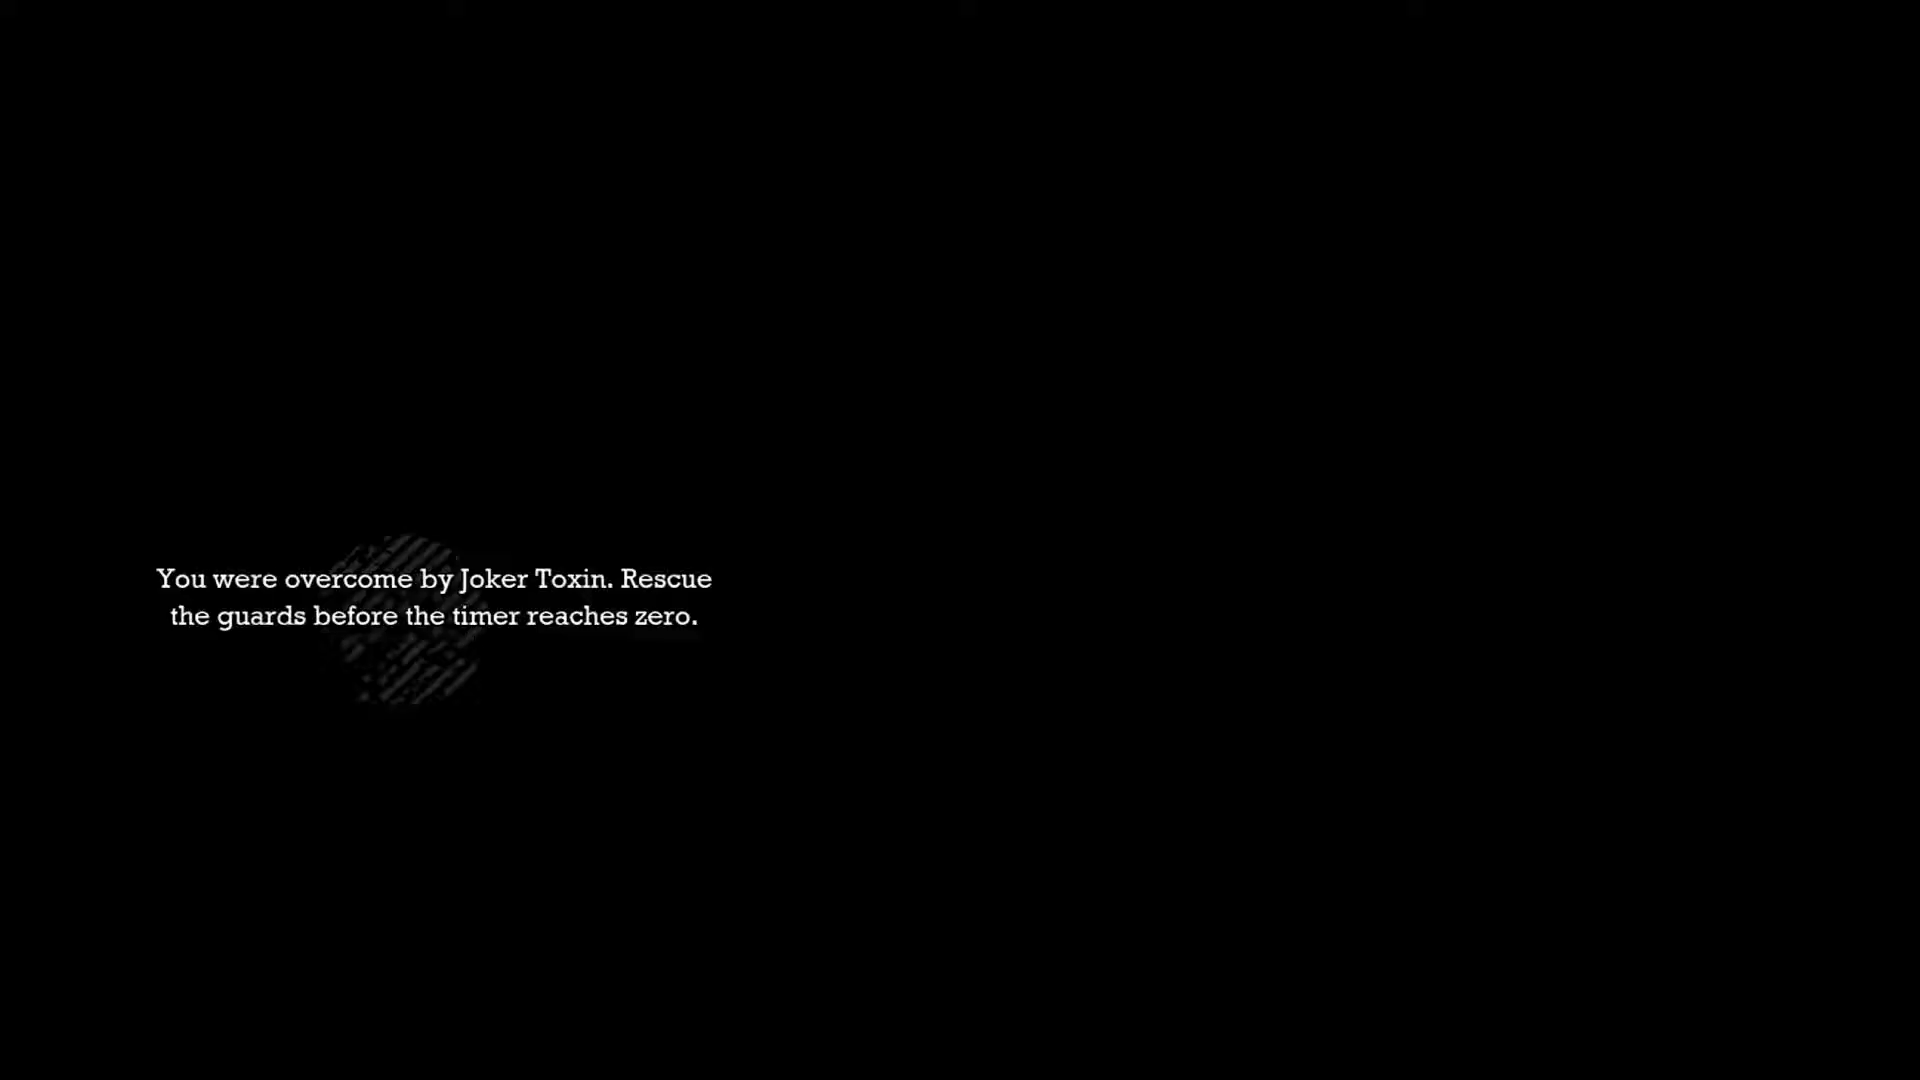 You were overcome by Joker Toxin. Rescue
the guards before the timer reaches zero.